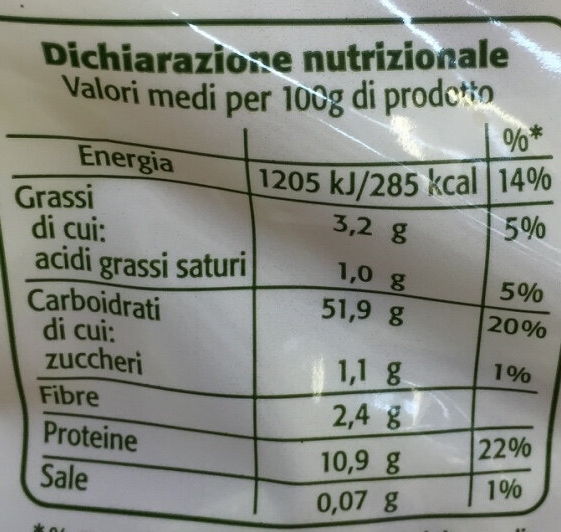 Dichiarazione nutrizionale
Valori medi per 100g di prodotto
%*
Energia 1205 kJ/285 kcal 14%
Grassi 3,2 g 5%
di cui:
acidi grassi saturi 1,0 g 5%
Carboidrati 51,9 g 20%
di cui:
zuccheri 1,1 g 1%
Fibre 2,4 g
Proteine 10,9 g 22%
Sale 0,07 g 1%